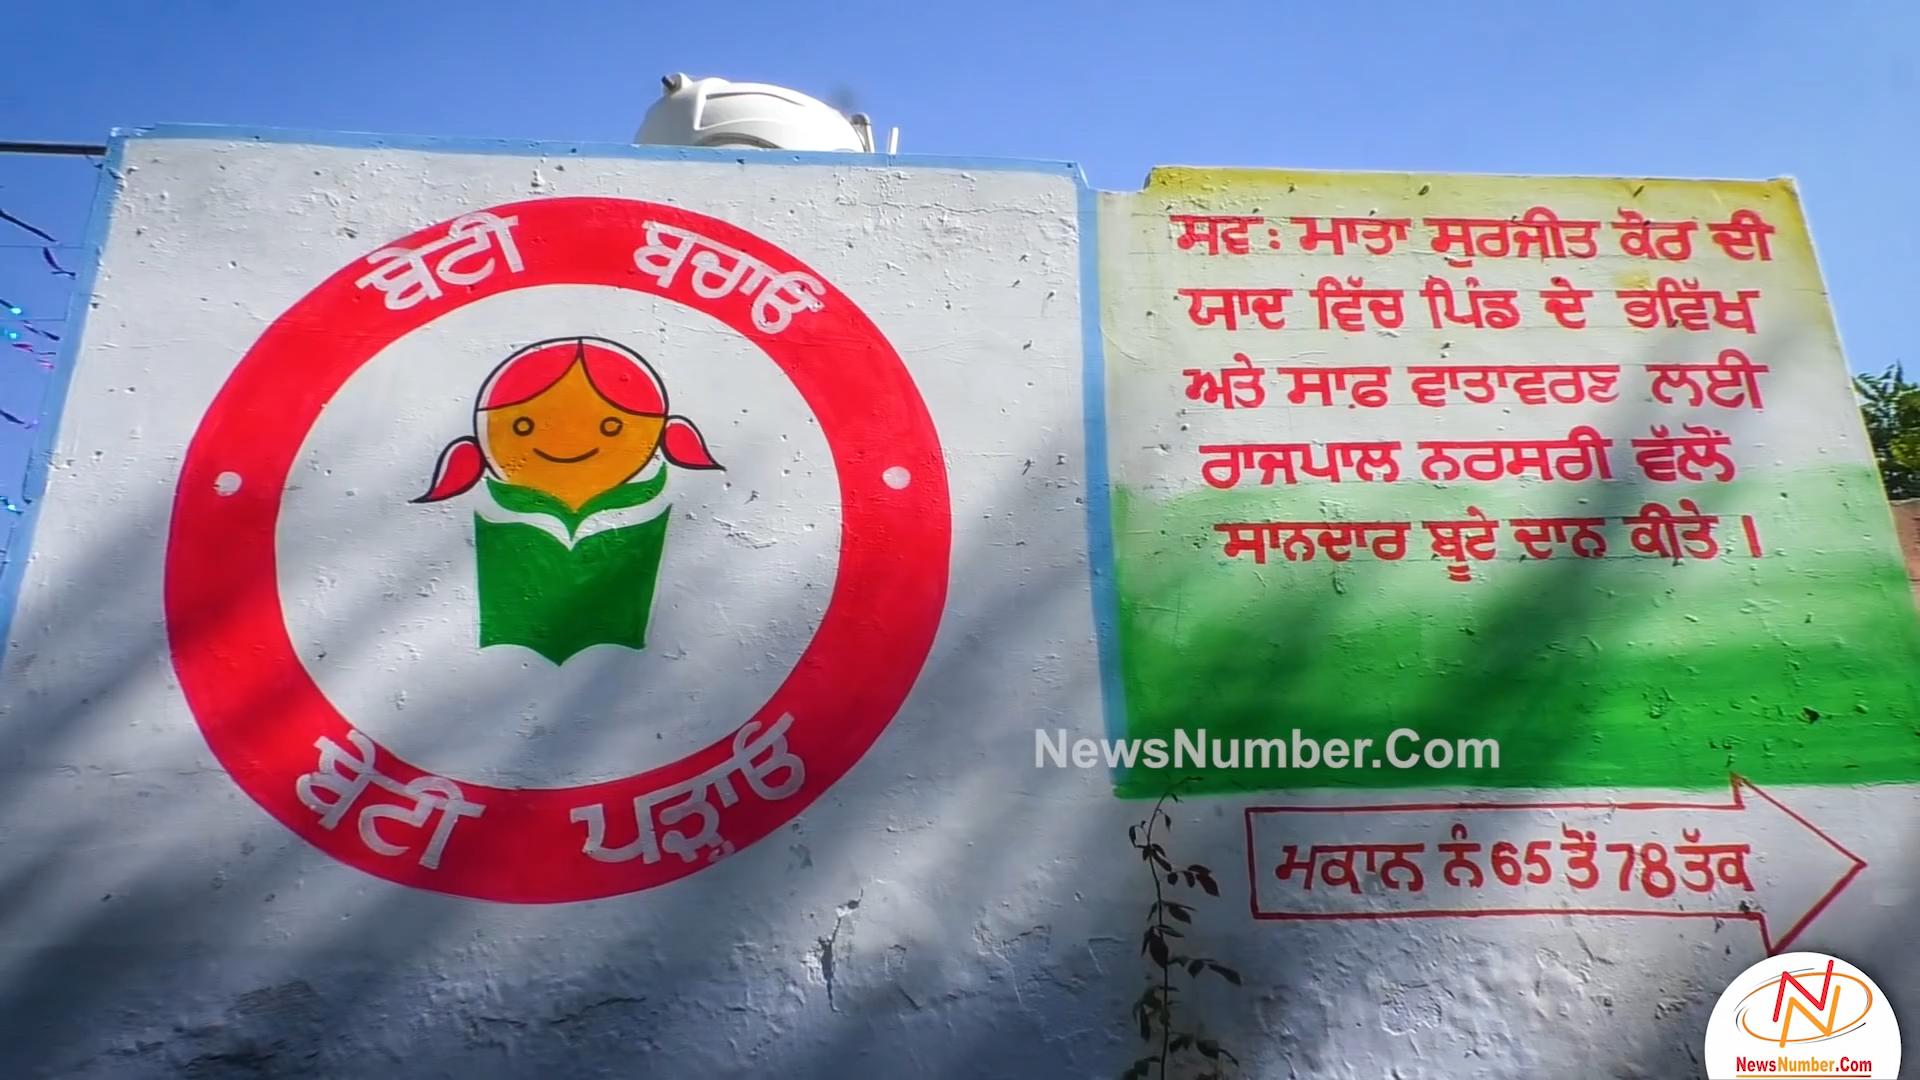 ਬੇਟੀ ਬਚਾਓ
ਬੇਟੀ ਪੜ੍ਹਾਓ
ਸਵ: ਮਾਤਾ ਸੁਰਜੀਤ ਕੌਰ ਦੀ
ਯਾਦ ਵਿੱਚ ਪਿੰਡ ਦੇ ਭਵਿੱਖ
ਅਤੇ ਸਾਫ਼ ਵਾਤਾਵਰਣ ਲਈ
ਰਾਜਪਾਲ ਨਰਸਰੀ ਵੱਲੋਂ
ਸਾਨਦਾਰ ਬੂਟੇ ਦਾਨ ਕੀਤੇ ।
NewsNumber.Com
ਮਕਾਨ ਨੰ 65 ਤੋਂ 78 ਤੱਕ
NewsNumber.Com